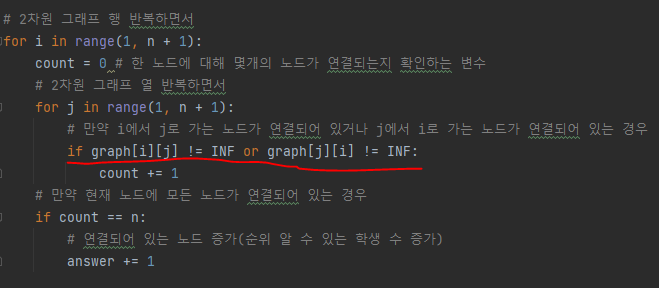 # 2차원 그래프 행 반복하면서
for i in range(1, n + 1):
count = 0 # 한 노드에 대해 몇개의 노드가 연결되는지 확인하는 변수
# 2차원 그래프 열 반복하면서
for j in range(1, n + 1):
# 만약 i에서 j로 가는 노드가 연결되어 있거나 j에서 i로 가는 노드가 연결되어 있는 경우
if graph[i][j] != INF or graph[j][i] != INF:
count += 1
# 만약 현재 노드에 모든 노드가 연결되어 있는 경우
if count == n:
# 연결되어 있는 노드 증가(순위 알 수 있는 학생 수 증가)
answer += 1